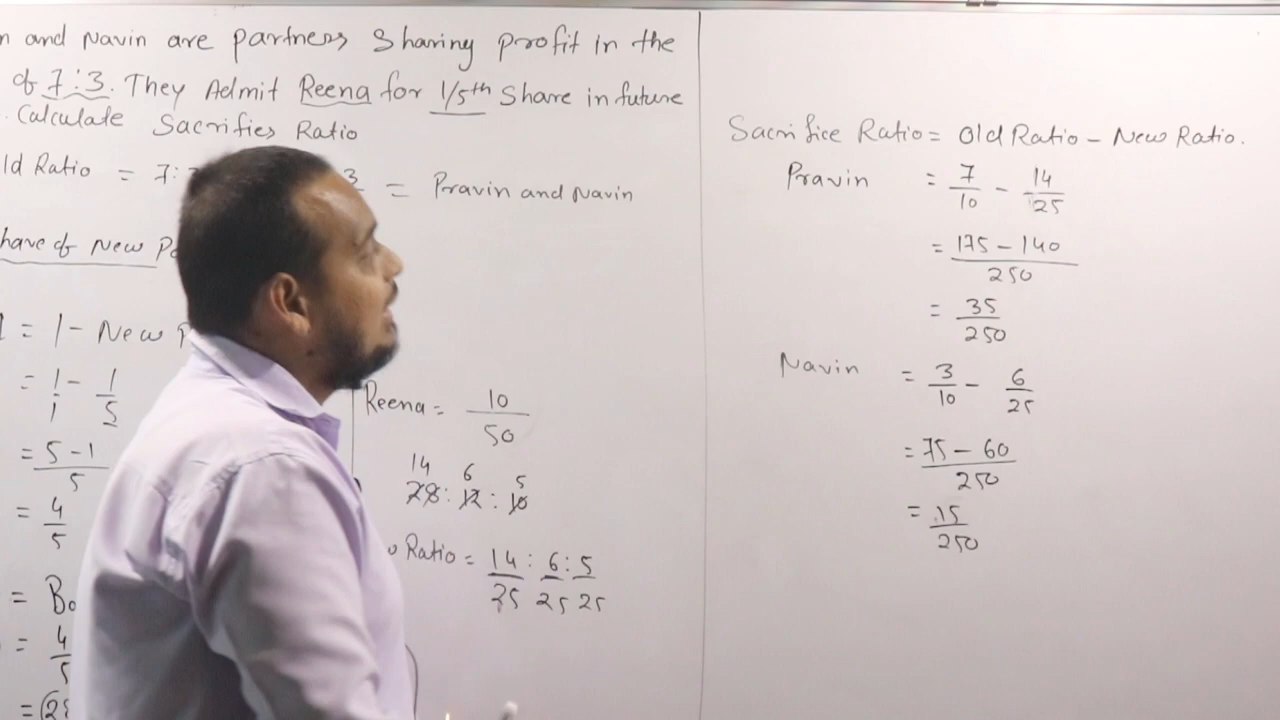 and Navin are partners Sharing profit in the
of 7:3. They Admit Reena for 1/5th Share in future
. Calculate Sacrifies Ratio
ld Ratio = 7: 3 = Pravin and Navin
have of New
= 1 - New
= 1/1 - 1/5
= 5-1/5
= 4/5
=
= 4/5
= 28
Reena = 10/50
14 6 5
28 : 12 : 10
Ratio = 14/25 : 6/25 : 5/25
Sacrifice Ratio = Old Ratio - New Ratio.
Pravin = 7/10 - 14/25
= 175 - 140/250
= 35/250
Navin = 3/10 - 6/25
= 75 - 60/250
= 15/250